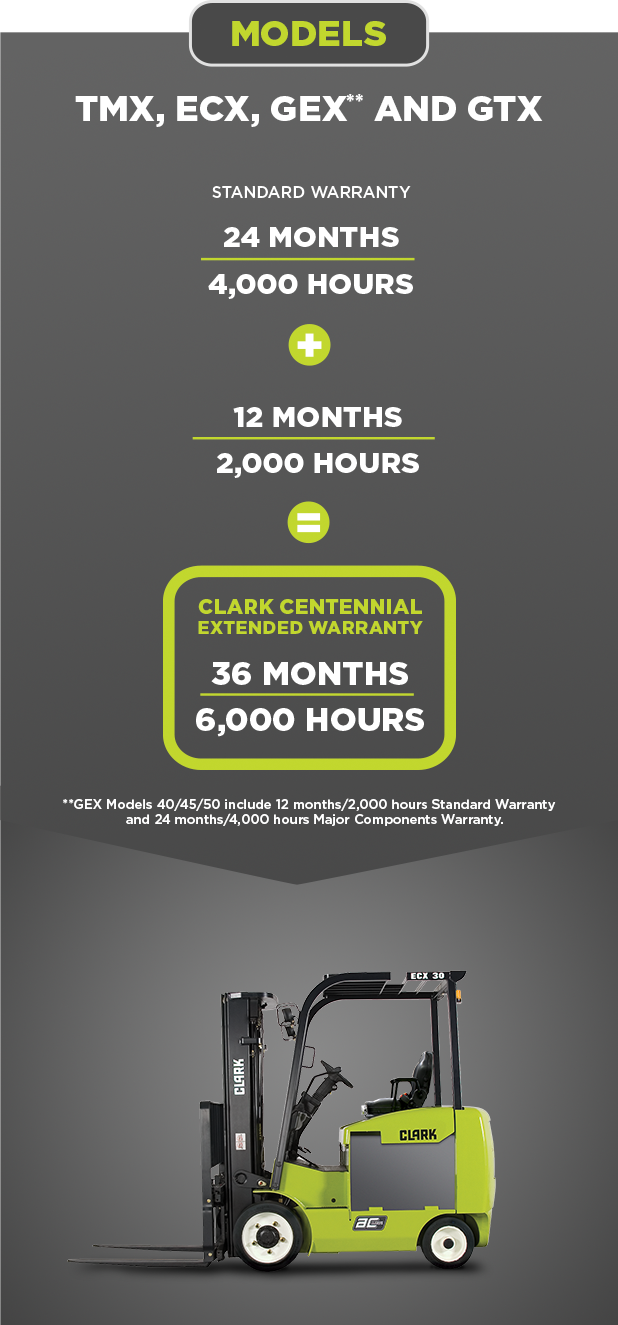 MODELS
TMX, ECX, GEX** AND GTX
STANDARD WARRANTY
24 MONTHS
4,000 HOURS
+
12 MONTHS
2,000 HOURS
=
CLARK CENTENNIAL
EXTENDED WARRANTY
36 MONTHS
6,000 HOURS
**GEX Models 40/45/50 include 12 months/2,000 hours Standard Warranty
and 24 months/4,000 hours Major Components Warranty.
ECX 30
CLARK
CLARK
AC